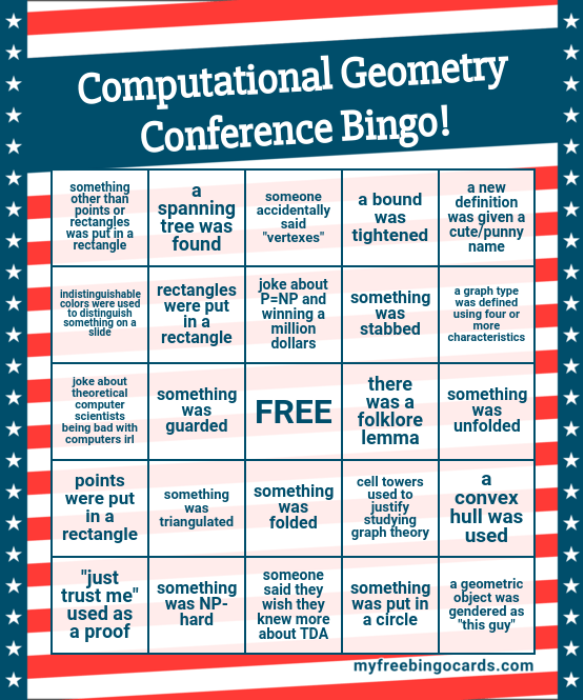 Computational Geometry
Conference Bingo!
something
other than
points or
rectangles
was put in a
rectangle
a
spanning
tree was
found
someone
accidentally
said
"vertexes"
a bound
was
tightened
a new
definition
was given a
cute/punny
name
indistinguishable
colors were used
to distinguish
something on a
slide
rectangles
were put
in a
rectangle
joke about
P=NP and
winning a
million
dollars
something
was
stabbed
a graph type
was defined
using four or
more
characteristics
joke about
theoretical
computer
scientists
being bad with
computers irl
something
was
guarded
FREE
there
was a
folklore
lemma
something
was
unfolded
points
were put
in a
rectangle
something
was
triangulated
something
was
folded
cell towers
used to
justify
studying
graph theory
a
convex
hull was
used
"just
trust me"
used as
a proof
something
was NP-
hard
someone
said they
wish they
knew more
about TDA
something
was put in
a circle
a geometric
object was
gendered as
"this guy"
myfreebingocards.com